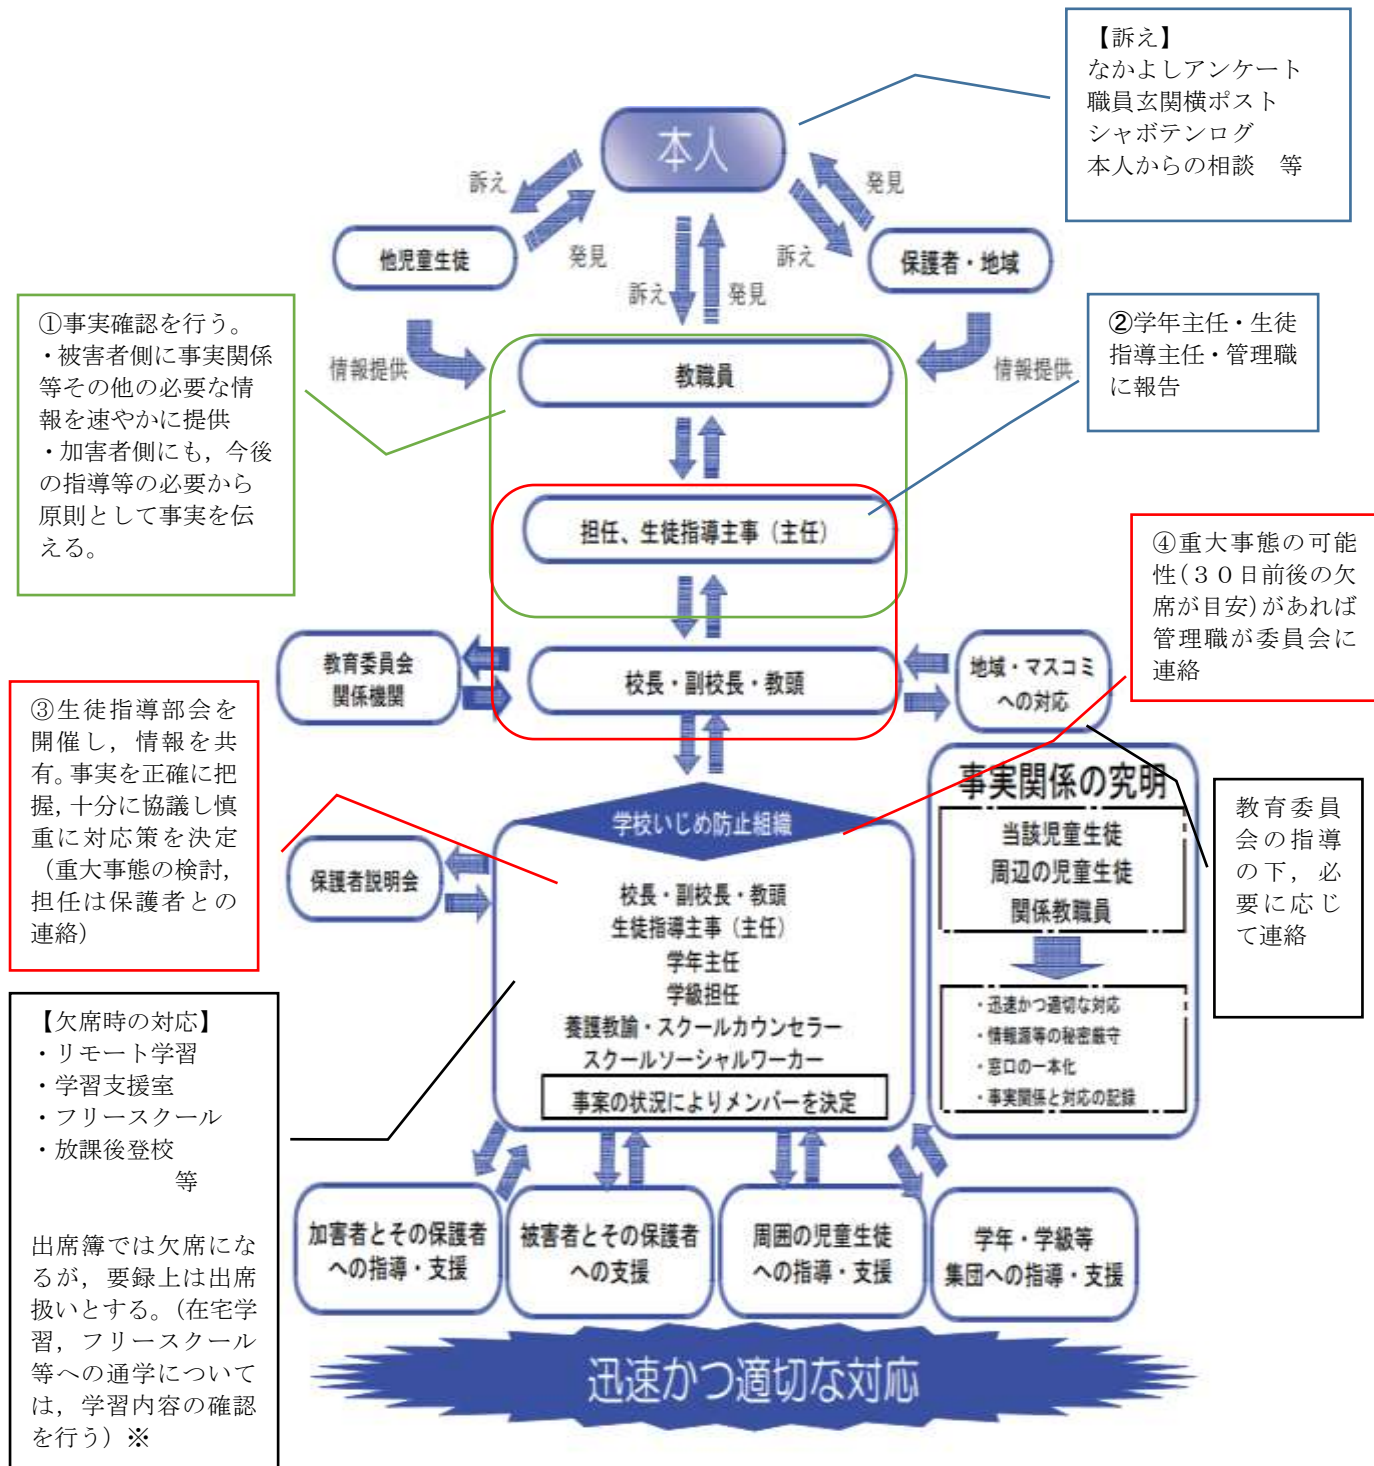 【訴え】
なかよしアンケート
職員玄関横ポスト
シャボテンログ
本人からの相談　等
本人
訴え
発見
他児童生徒
発見
訴え
保護者・地域
訴え
発見
①事実確認を行う。
・被害者側に事実関係
等その他の必要な情
報を速やかに提供
・加害者側にも，今後
の指導等の必要から
原則として事実を伝
える。
情報提供
教職員
情報提供
②学年主任・生徒
指導主任・管理職
に報告
担任、生徒指導主事（主任）
④重大事態の可能
性（３０日前後の欠
席が目安）があれば
管理職が委員会に
連絡
教育委員会
関係機関
校長・副校長・教頭
地域・マスコミ
への対応
③生徒指導部会を
開催し，情報を共
有。事実を正確に把
握，十分に協議し慎
重に対応策を決定
（重大事態の検討，
担任は保護者との
連絡）
学校いじめ防止組織
保護者説明会
校長・副校長・教頭
生徒指導主事（主任）
学年主任
学級担任
養護教諭・スクールカウンセラー
スクールソーシャルワーカー
事案の状況によりメンバーを決定
事実関係の究明
当該児童生徒
周辺の児童生徒
関係教職員
・迅速かつ適切な対応
・情報源等の秘密厳守
・窓口の一本化
・事実関係と対応の記録
教育委員
会の指導
の下，必
要に応じ
て連絡
【欠席時の対応】
・リモート学習
・学習支援室
・フリースクール
・放課後登校
等
出席簿では欠席にな
るが，要録上は出席
扱いとする。（在宅学
習，フリースクール
等への通学について
は，学習内容の確認
を行う）※
加害者とその保護者
への指導・支援
被害者とその保護者
への支援
周囲の児童生徒
への指導・支援
学年・学級等
集団への指導・支援
迅速かつ適切な対応